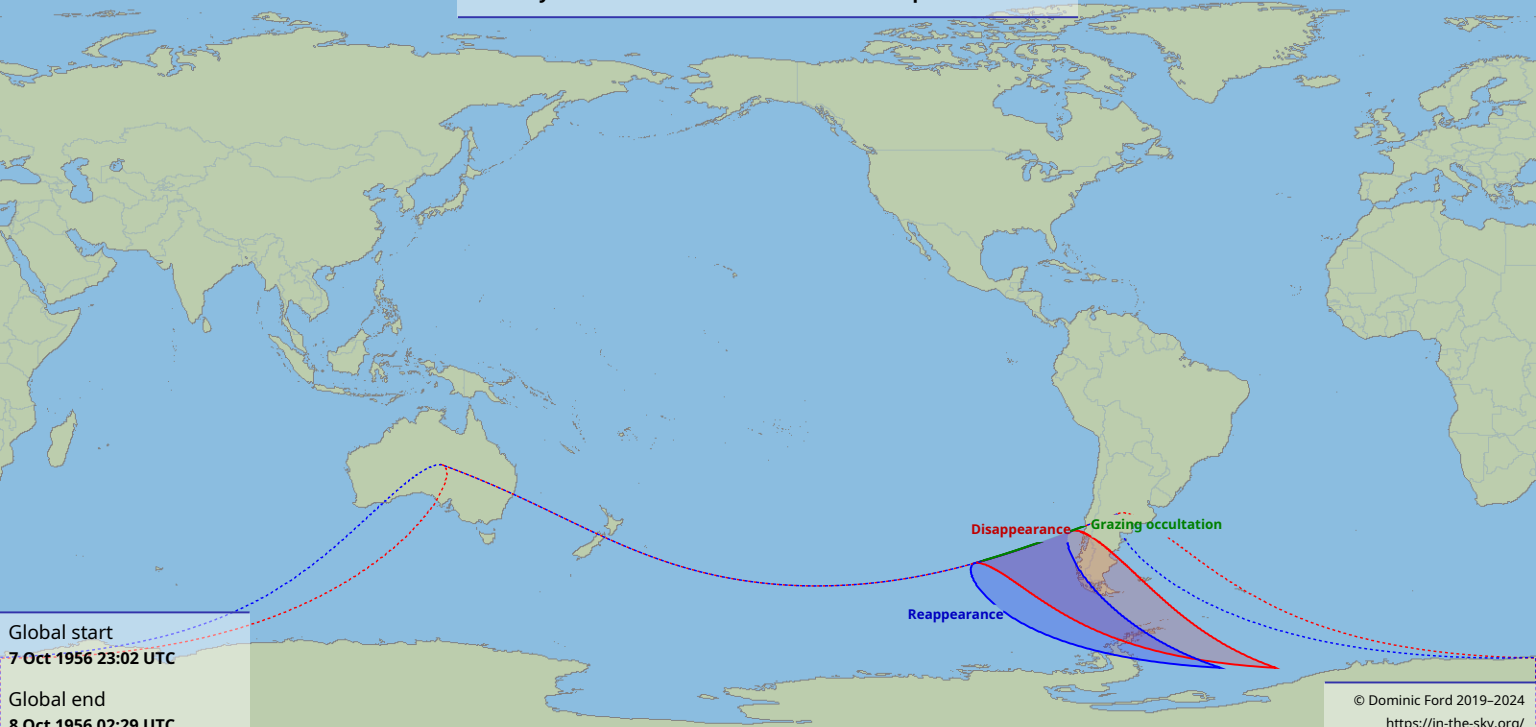 Disappearance
Grazing occultation
Reappearance
Global start
7 Oct 1956 23:02 UTC
Global end
8 Oct 1956 02:29 UTC
© Dominic Ford 2019–2024
https://in-the-sky.org/